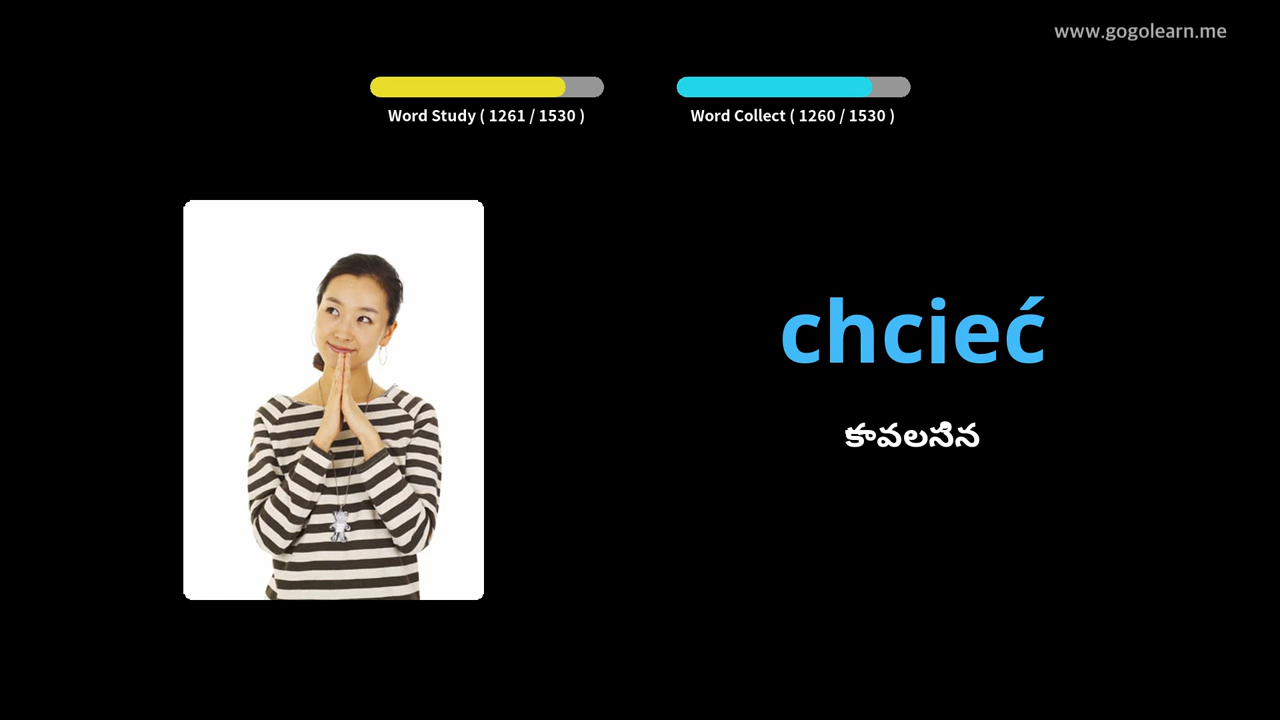 www.gogolearn.me
Word Study ( 1261 / 1530 )
Word Collect ( 1260 / 1530 )
chcieć
కావలసిన